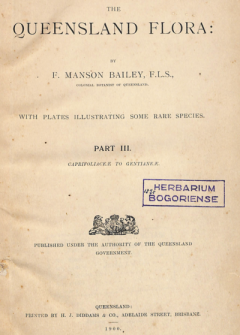 THE
QUEENSLAND FLORA:
BY
F. MANSON BAILEY, F.L.S.,
COLONIAL BOTANIST OF QUEENSLAND.
WITH PLATES ILLUSTRATING SOME RARE SPECIES.
PART III.
CAPRIFOLIACEÆ TO GENTIANEÆ.
HERBARIUM
BOGORIENSE
PUBLISHED UNDER THE AUTHORITY OF THE QUEENSLAND
GOVERNMENT
QUEENSLAND:
PRINTED BY H. J. DIDDAMS & CO., ADELAIDE STREET, BRISBANE.
1900.